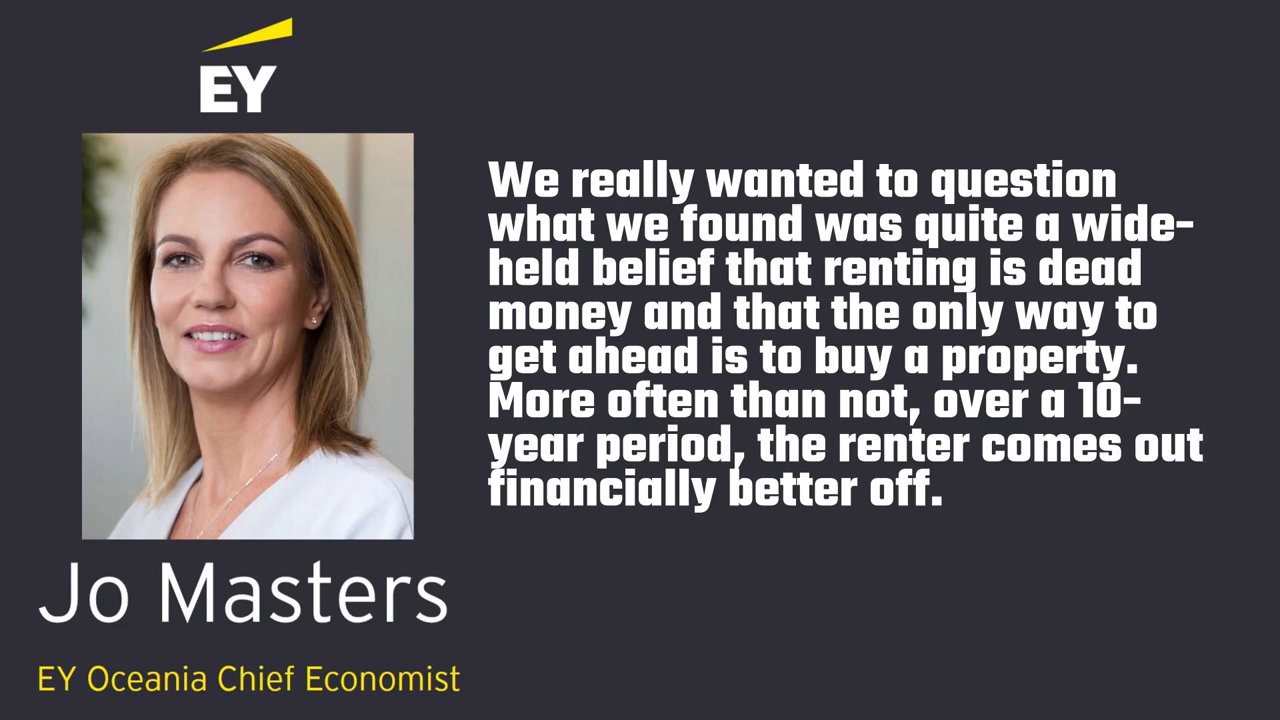 EY
We really wanted to question
what we found was quite a wide-
held belief that renting is dead
money and that the only way to
get ahead is to buy a property.
More often than not, over a 10-
year period, the renter comes out
financially better off.
Jo Masters
EY Oceania Chief Economist